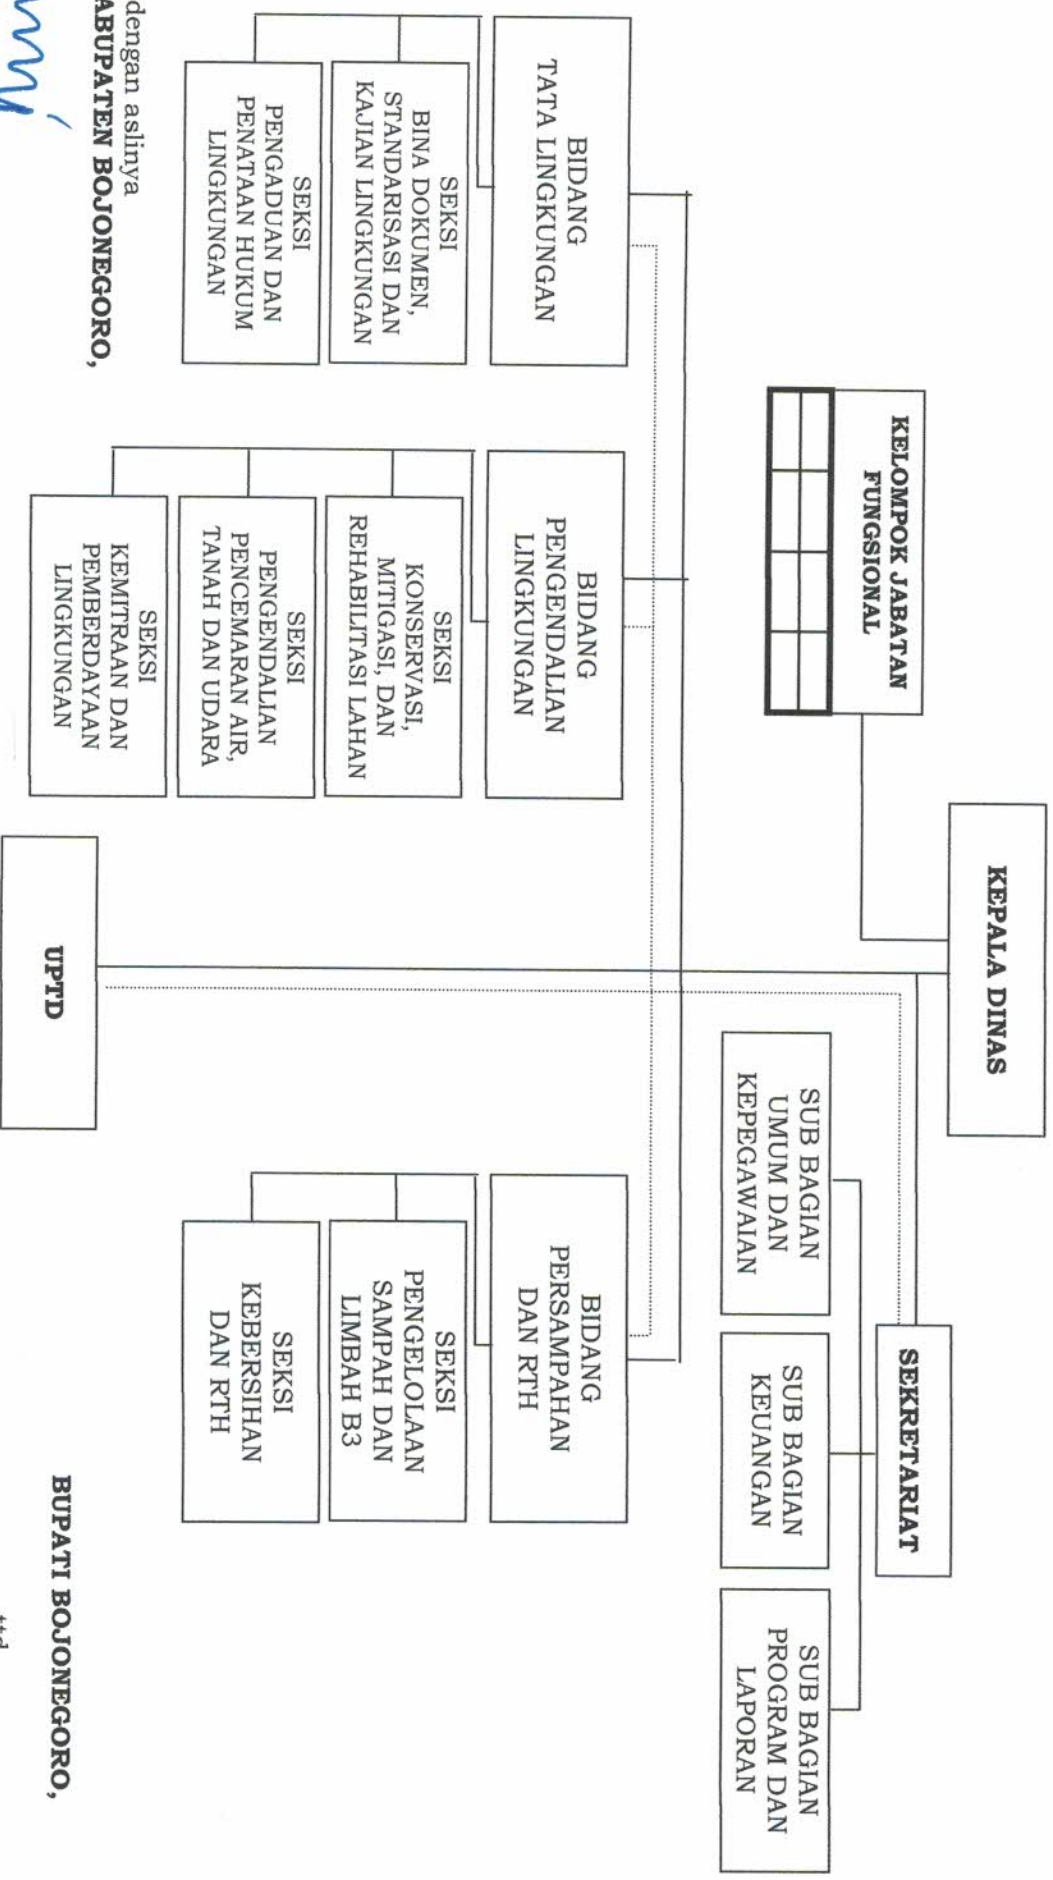 KEPALA DINAS
KELOMPOK JABATAN
FUNGSIONAL
SEKRETARIAT
SUB BAGIAN
UMUM DAN
KEPEGAWAIAN
SUB BAGIAN
KEUANGAN
SUB BAGIAN
PROGRAM DAN
LAPORAN
BIDANG
TATA LINGKUNGAN
SEKSI
BINA DOKUMEN,
STANDARISASI DAN
KAJIAN LINGKUNGAN
SEKSI
PENGADUAN DAN
PENATAAN HUKUM
LINGKUNGAN
BIDANG
PENGENDALIAN
LINGKUNGAN
SEKSI
KONSERVASI,
MITIGASI, DAN
REHABILITASI LAHAN
SEKSI
PENGENDALIAN
PENCEMARAN AIR,
TANAH DAN UDARA
SEKSI
KEMITRAAN DAN
PEMBERDAYAAN
LINGKUNGAN
BIDANG
PERSAMPAHAN
DAN RTH
SEKSI
PENGELOLAAN
SAMPAH DAN
LIMBAH B3
SEKSI
KEBERSIHAN
DAN RTH
UPTD
dengan aslinya
ABUPATEN BOJONEGORO,
BUPATI BOJONEGORO,
ttd